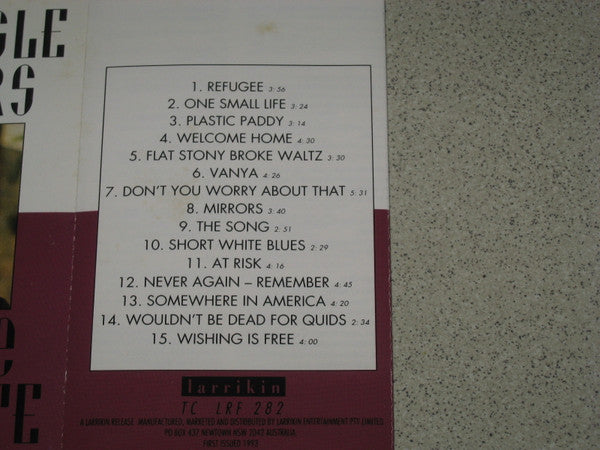 GLE
RS
1. REFUGEE 3:56
2. ONE SMALL LIFE 3:24
3. PLASTIC PADDY 3:14
4. WELCOME HOME 4:30
5. FLAT STONY BROKE WALTZ 3:30
6. VANYA 4:26
7. DON'T YOU WORRY ABOUT THAT 5:31
8. MIRRORS 3:40
9. THE SONG 2:51
10. SHORT WHITE BLUES 2:29
11. AT RISK 4:16
12. NEVER AGAIN – REMEMBER 4:45
13. SOMEWHERE IN AMERICA 4:20
14. WOULDN'T BE DEAD FOR QUIDS 2:34
15. WISHING IS FREE 4:00
larrikin
TC LRF 282
A LARRIKIN RELEASE. MANUFACTURED, MARKETED AND DISTRIBUTED BY LARRIKIN ENTERTAINMENT PTY. LIMITED
PO BOX 437 NEWTOWN NSW 2042 AUSTRALIA.
FIRST ISSUED 1993